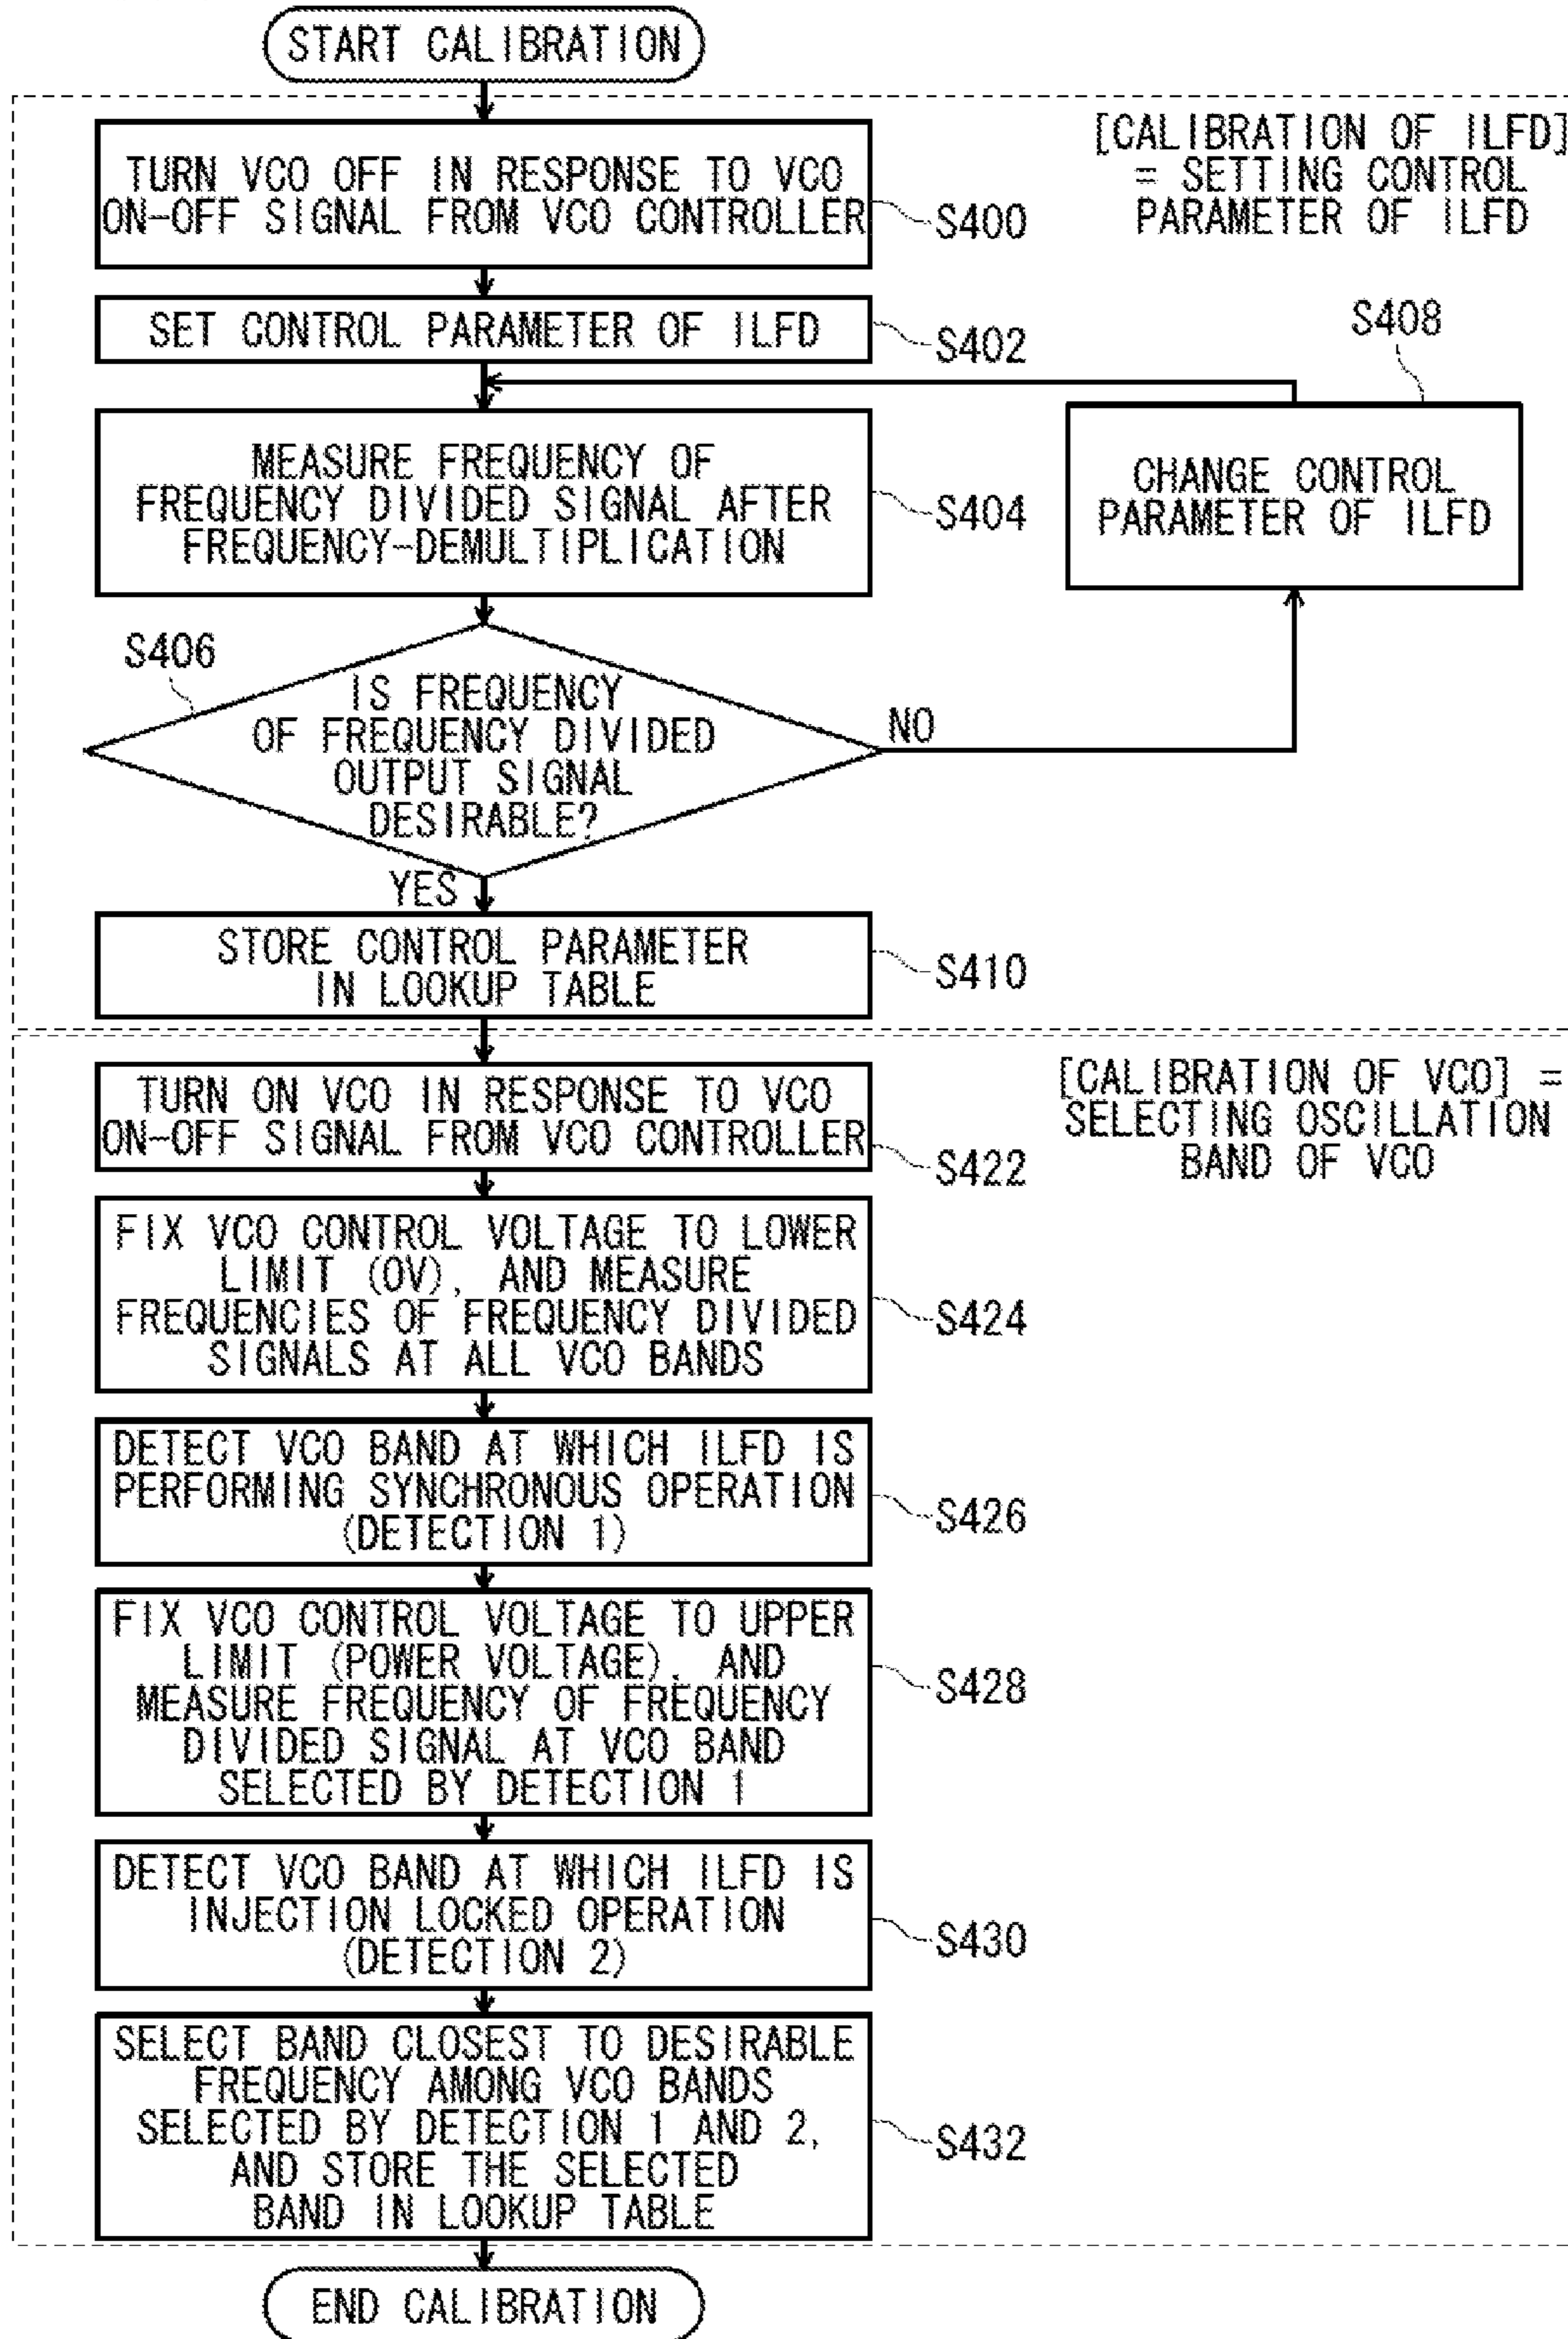 START CALIBRATION
[CALIBRATION OF ILFD]
= SETTING CONTROL
PARAMETER OF ILFD
TURN VCO OFF IN RESPONSE TO VCO
ON-OFF SIGNAL FROM VCO CONTROLLER
S400
SET CONTROL PARAMETER OF ILFD
S402
S408
CHANGE CONTROL
PARAMETER OF ILFD
MEASURE FREQUENCY OF
FREQUENCY DIVIDED SIGNAL AFTER
FREQUENCY-DEMULTIPLICATION
S404
S406
IS FREQUENCY
OF FREQUENCY DIVIDED
OUTPUT SIGNAL
DESIRABLE?
NO
YES
STORE CONTROL PARAMETER
IN LOOKUP TABLE
S410
[CALIBRATION OF VCO] =
SELECTING OSCILLATION
BAND OF VCO
TURN ON VCO IN RESPONSE TO VCO
ON-OFF SIGNAL FROM VCO CONTROLLER
S422
FIX VCO CONTROL VOLTAGE TO LOWER
LIMIT (0V), AND MEASURE
FREQUENCIES OF FREQUENCY DIVIDED
SIGNALS AT ALL VCO BANDS
S424
DETECT VCO BAND AT WHICH ILFD IS
PERFORMING SYNCHRONOUS OPERATION
(DETECTION 1)
S426
FIX VCO CONTROL VOLTAGE TO UPPER
LIMIT (POWER VOLTAGE), AND
MEASURE FREQUENCY OF FREQUENCY
DIVIDED SIGNAL AT VCO BAND
SELECTED BY DETECTION 1
S428
DETECT VCO BAND AT WHICH ILFD IS
INJECTION LOCKED OPERATION
(DETECTION 2)
S430
SELECT BAND CLOSEST TO DESIRABLE
FREQUENCY AMONG VCO BANDS
SELECTED BY DETECTION 1 AND 2,
AND STORE THE SELECTED
BAND IN LOOKUP TABLE
S432
END CALIBRATION